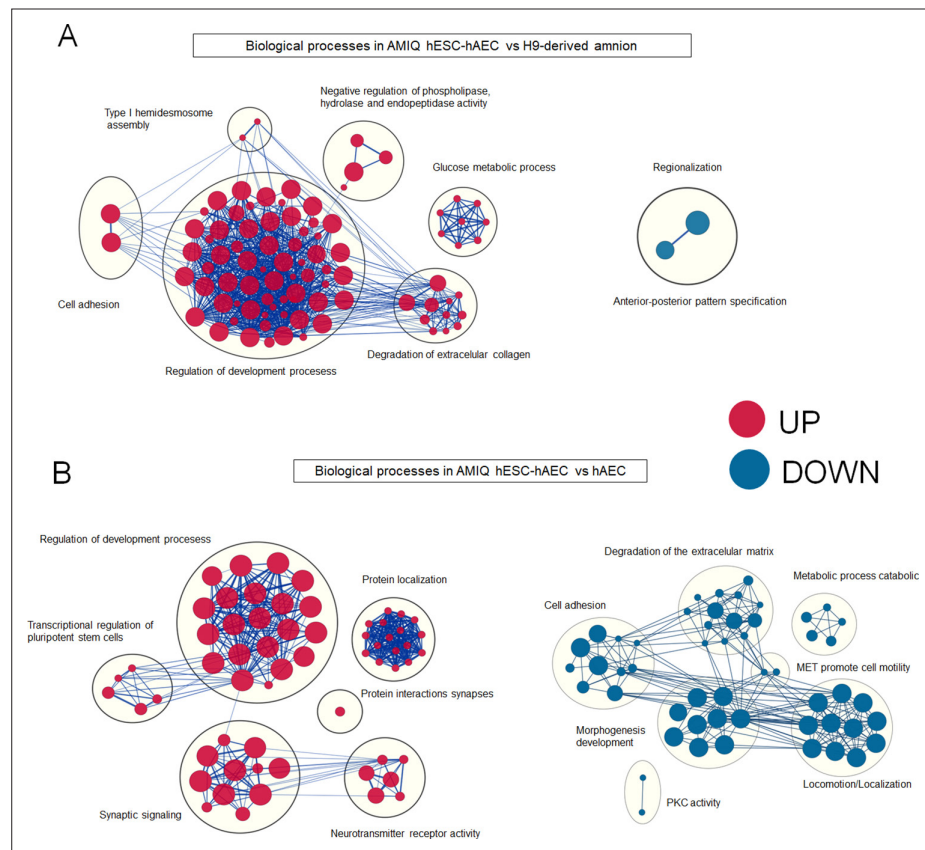 A
Biological processes in AMIQ hESC-hAEC vs H9-derived amnion
Negative regulation of phospholipase,
hydrolase and endopeptidase activity
Type I hemidesmosome
assembly
Glucose metabolic process
Regionalization
Cell adhesion
Anterior-posterior pattern specification
Degradation of extracellular collagen
Regulation of development procesess
UP
DOWN
B
Biological processes in AMIQ hESC-hAEC vs hAEC
Regulation of development procesess
Degradation of the extracellular matrix
Protein localization
Metabolic process catabolic
Cell adhesion
Transcriptional regulation of
pluripotent stem cells
MET promote cell motility
Protein interactions synapses
Morphogenesis
development
Locomotion/Localization
PKC activity
Synaptic signaling
Neurotransmitter receptor activity